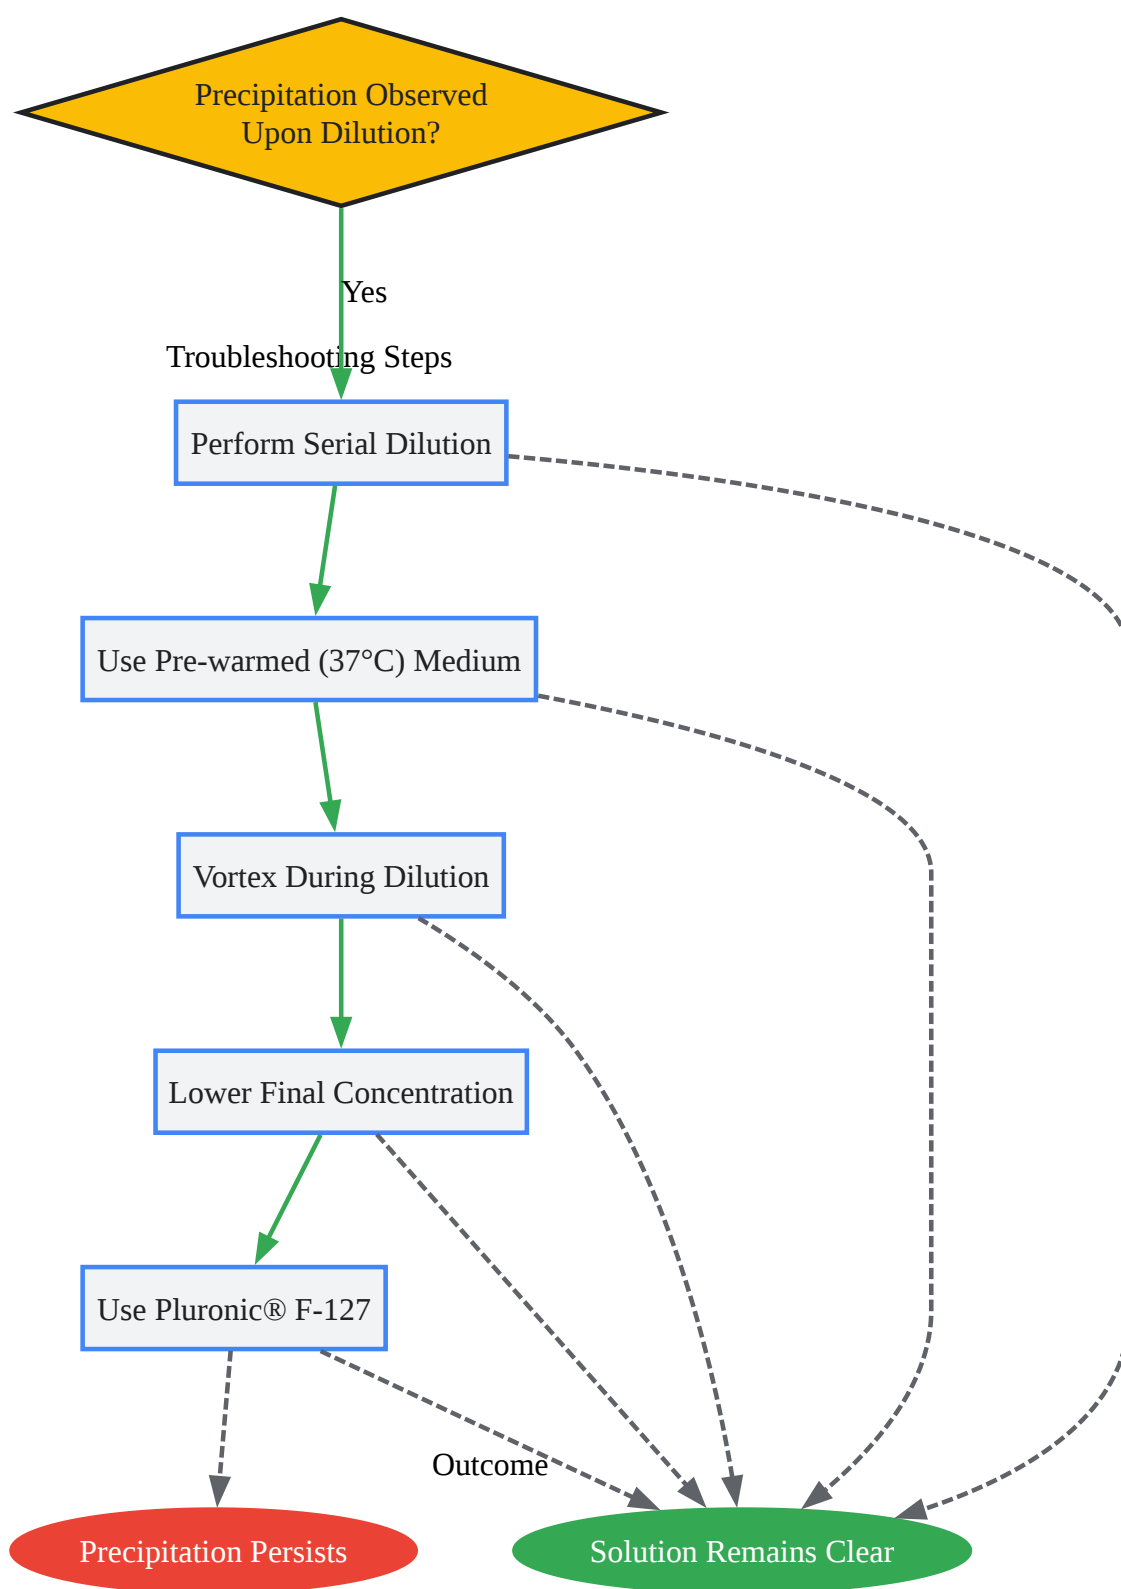 Precipitation Observed
Upon Dilution?
Yes
Troubleshooting Steps
Perform Serial Dilution
Use Pre-warmed (37°C) Medium
Vortex During Dilution
Lower Final Concentration
Use Pluronic® F-127
Outcome
Precipitation Persists
Solution Remains Clear